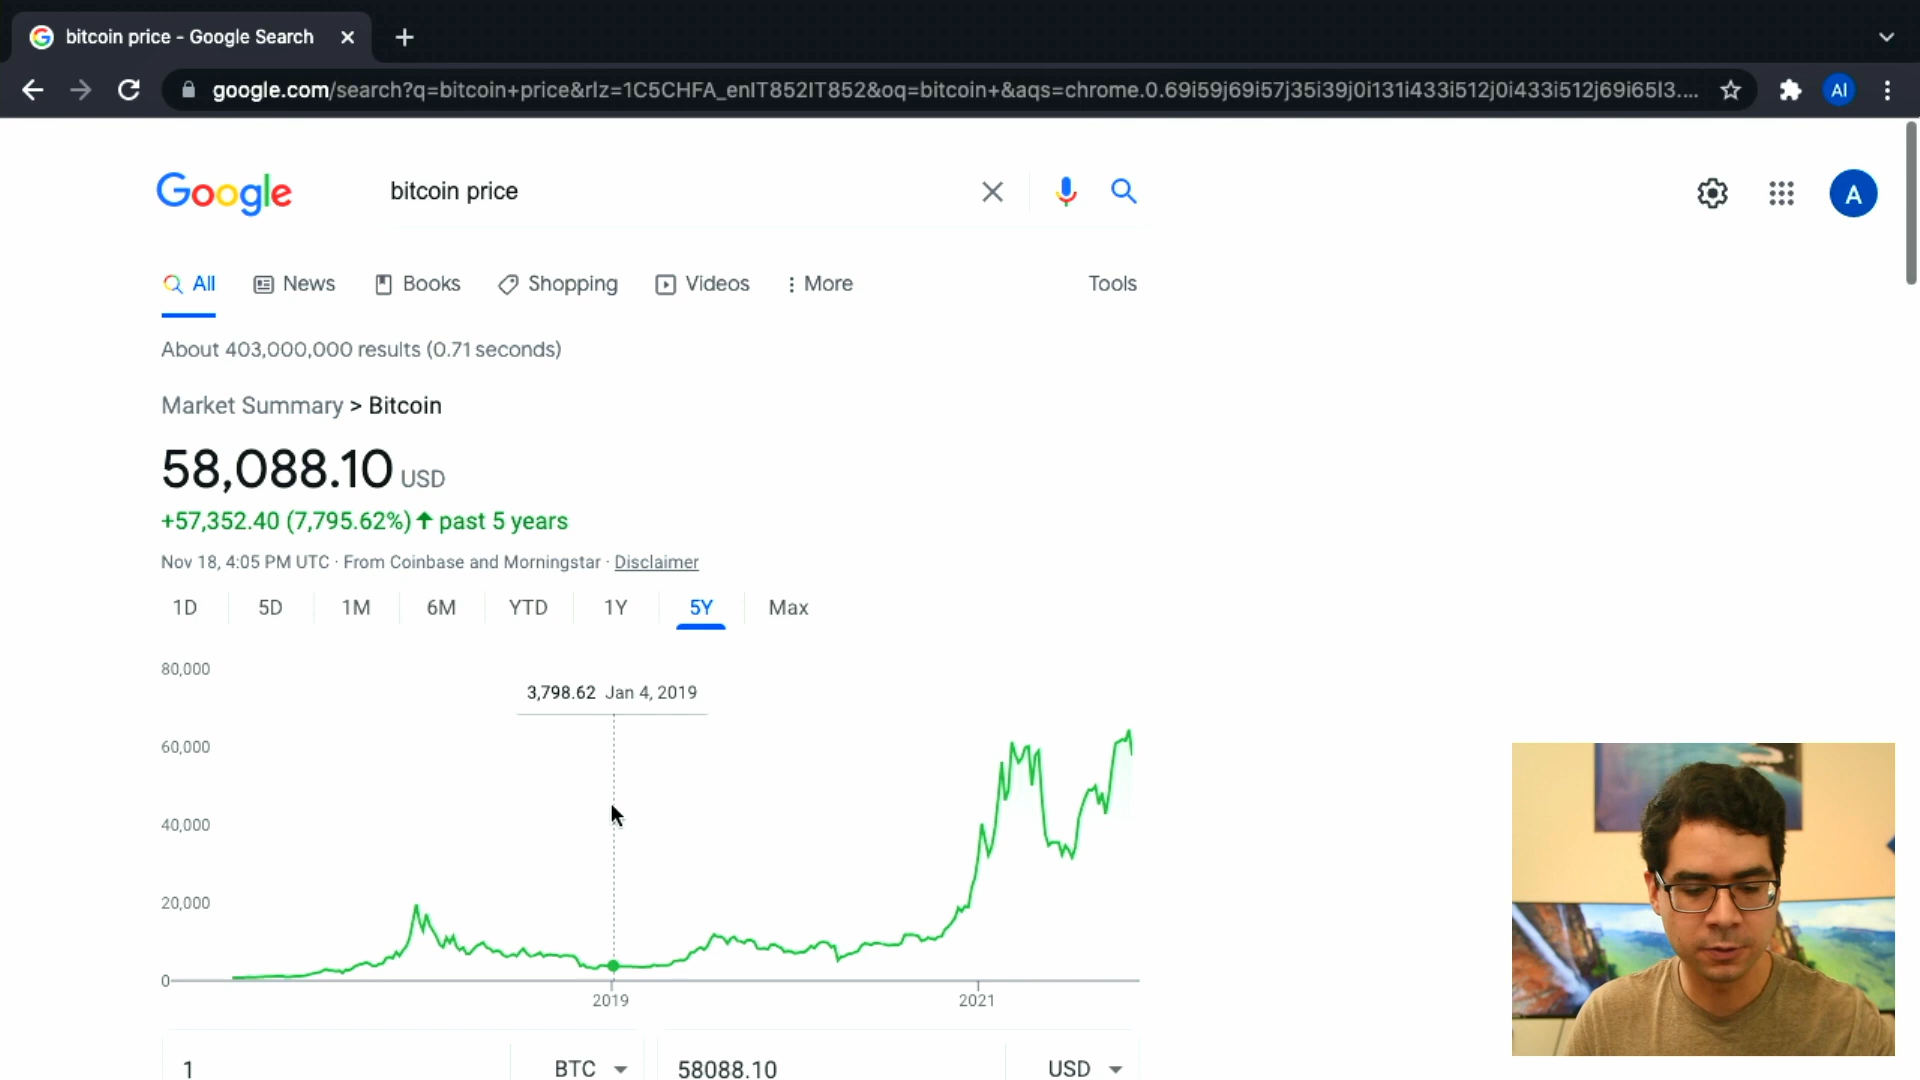 bitcoin price - Google Search
google.com/search?q=bitcoin+price&rlz=1C5CHFA_enIT852IT852&oq=bitcoin+&aqs=chrome.0.69i59j69i57j35i39j0i131i433i512j0i433i512j69i65l3....
AI
Google
bitcoin price
A
All
News
Books
Shopping
Videos
More
Tools
About 403,000,000 results (0.71 seconds)
Market Summary > Bitcoin
58,088.10 USD
+57,352.40 (7,795.62%) ↑ past 5 years
Nov 18, 4:05 PM UTC · From Coinbase and Morningstar · Disclaimer
1D 5D 1M 6M YTD 1Y 5Y Max
80,000
3,798.62 Jan 4, 2019
60,000
40,000
20,000
0
2019 2021
1 BTC 58088.10 USD